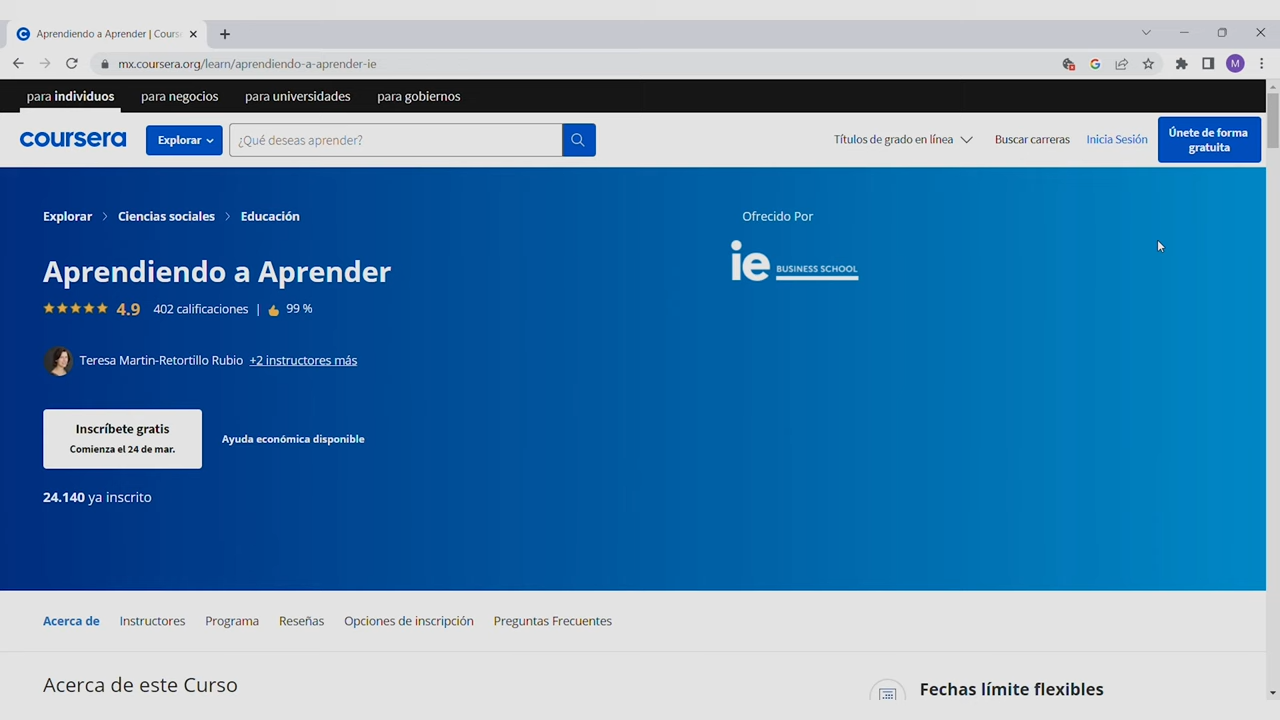 Aprendiendo a Aprender | Cours
mx.coursera.org/learn/aprendiendo-a-aprender-ie
M
para individuos para negocios para universidades para gobiernos
coursera Explorar ¿Qué deseas aprender? Títulos de grado en línea Buscar carreras Inicia Sesión Únete de forma
gratuita
Explorar > Ciencias sociales > Educación
Ofrecido Por
ie BUSINESS SCHOOL
Aprendiendo a Aprender
4.9 402 calificaciones | 99 %
Teresa Martin-Retortillo Rubio +2 instructores más
Inscríbete gratis
Comienza el 24 de mar.
Ayuda económica disponible
24.140 ya inscrito
Acerca de Instructores Programa Reseñas Opciones de inscripción Preguntas Frecuentes
Acerca de este Curso
Fechas límite flexibles